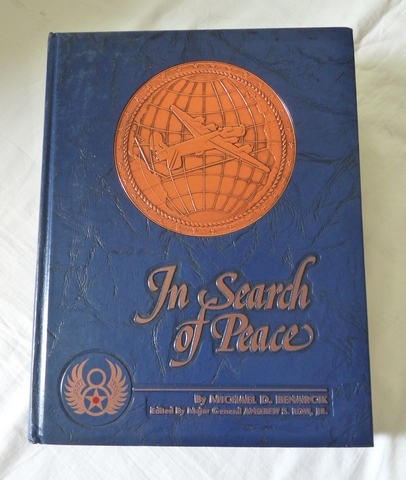 In Search
of Peace
By MICHAEL D. BENARCIK
Edited By Major General ANDREW S. LOW, JR.